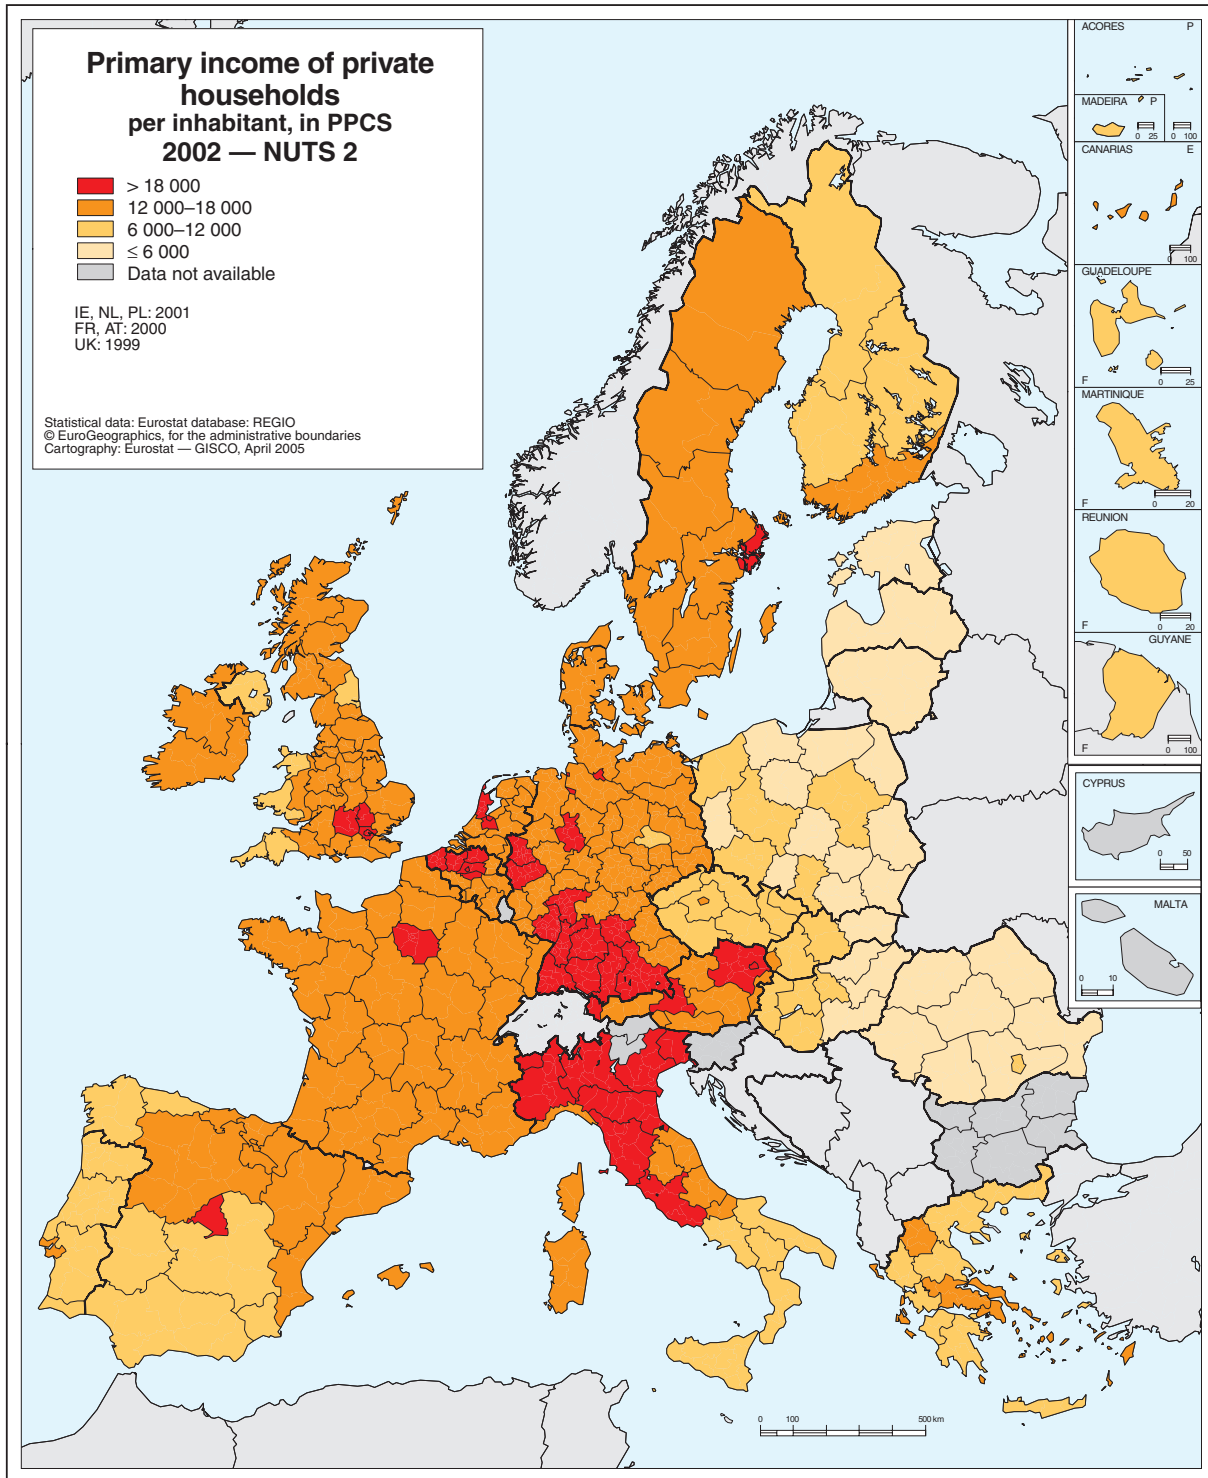 Primary income of private
households
per inhabitant, in PPCS
2002 — NUTS 2
> 18 000
12 000–18 000
6 000–12 000
≤ 6 000
Data not available
IE, NL, PL: 2001
FR, AT: 2000
UK: 1999
Statistical data: Eurostat database: REGIO
© EuroGeographics, for the administrative boundaries
Cartography: Eurostat — GISCO, April 2005
ACORES P
MADEIRA P
0 25 0 100
CANARIAS E
0 100
GUADELOUPE
F 0 25
MARTINIQUE
F 0 20
REUNION
F 0 20
GUYANE
F 0 100
CYPRUS
0 50
MALTA
0 10
0 100 500 km